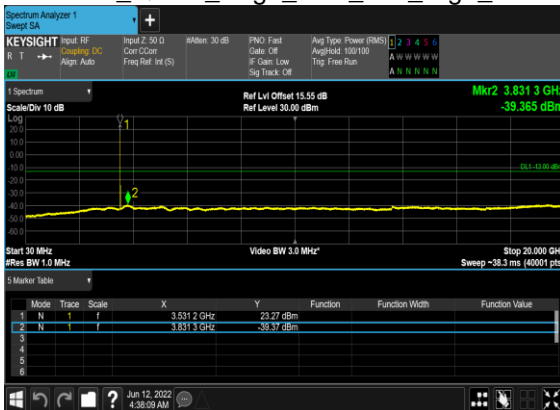 Spectrum Analyzer 1
Swept SA
+
KEYSIGHT Input: RF Input Z: 50 Ω #Atten: 30 dB PNO: Fast Avg Type: Power (RMS) 1 2 3 4 5 6
R T Coupling: DC Corr CCorr Gate: Off Avg|Hold: 100/100 A W W W W W
Align: Auto Freq Ref: Int (S) IF Gain: Low Trig: Free Run
Sig Track: Off A N N N N N
1 Spectrum Ref Lvl Offset 15.55 dB Mkr2 3.831 3 GHz
Scale/Div 10 dB Ref Level 30.00 dBm -39.365 dBm
Log
1
20.0
10.0
0.00
-10.0
DL1 -13.00 dBm
-20.0
-30.0
2
-40.0
-50.0
-60.0
Start 30 MHz Video BW 3.0 MHz* Stop 20.000 GHz
#Res BW 1.0 MHz Sweep ~38.3 ms (40001 pts)
5 Marker Table
Mode Trace Scale X Y Function Function Width Function Value
1 N 1 f 3.531 2 GHz 23.27 dBm
2 N 1 f 3.831 3 GHz -39.37 dBm
3
4
5
6
? Jun 12, 2022
4:38:09 AM